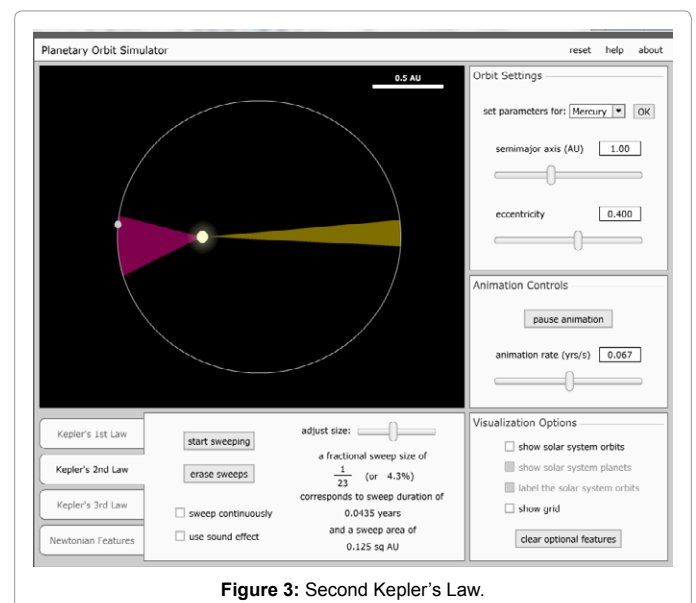 Planetary Orbit Simulator
reset help about
0.5 AU
Orbit Settings
set parameters for: Mercury OK
semimajor axis (AU) 1.00
eccentricity 0.400
Animation Controls
pause animation
animation rate (yrs/s) 0.067
Kepler's 1st Law
Kepler's 2nd Law
Kepler's 3rd Law
Newtonian Features
start sweeping
erase sweeps
sweep continuously
use sound effect
adjust size:
a fractional sweep size of
1
23 (or 4.3%)
corresponds to sweep duration of
0.0435 years
and a sweep area of
0.125 sq AU
Visualization Options
show solar system orbits
show solar system planets
label the solar system orbits
show grid
clear optional features
Figure 3: Second Kepler's Law.